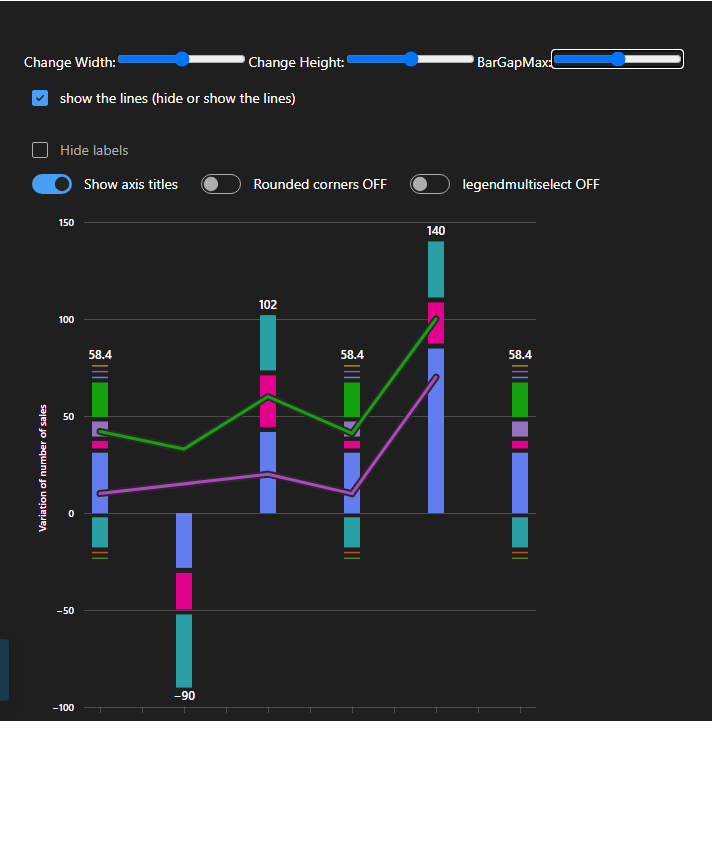 Change Width: Change Height: BarGapMax:
show the lines (hide or show the lines)
Hide labels
Show axis titles Rounded corners OFF legendmultiselect OFF
150
140
102
100
58.4 58.4 58.4
50
Variation of number of sales
0
−50
−90
−100